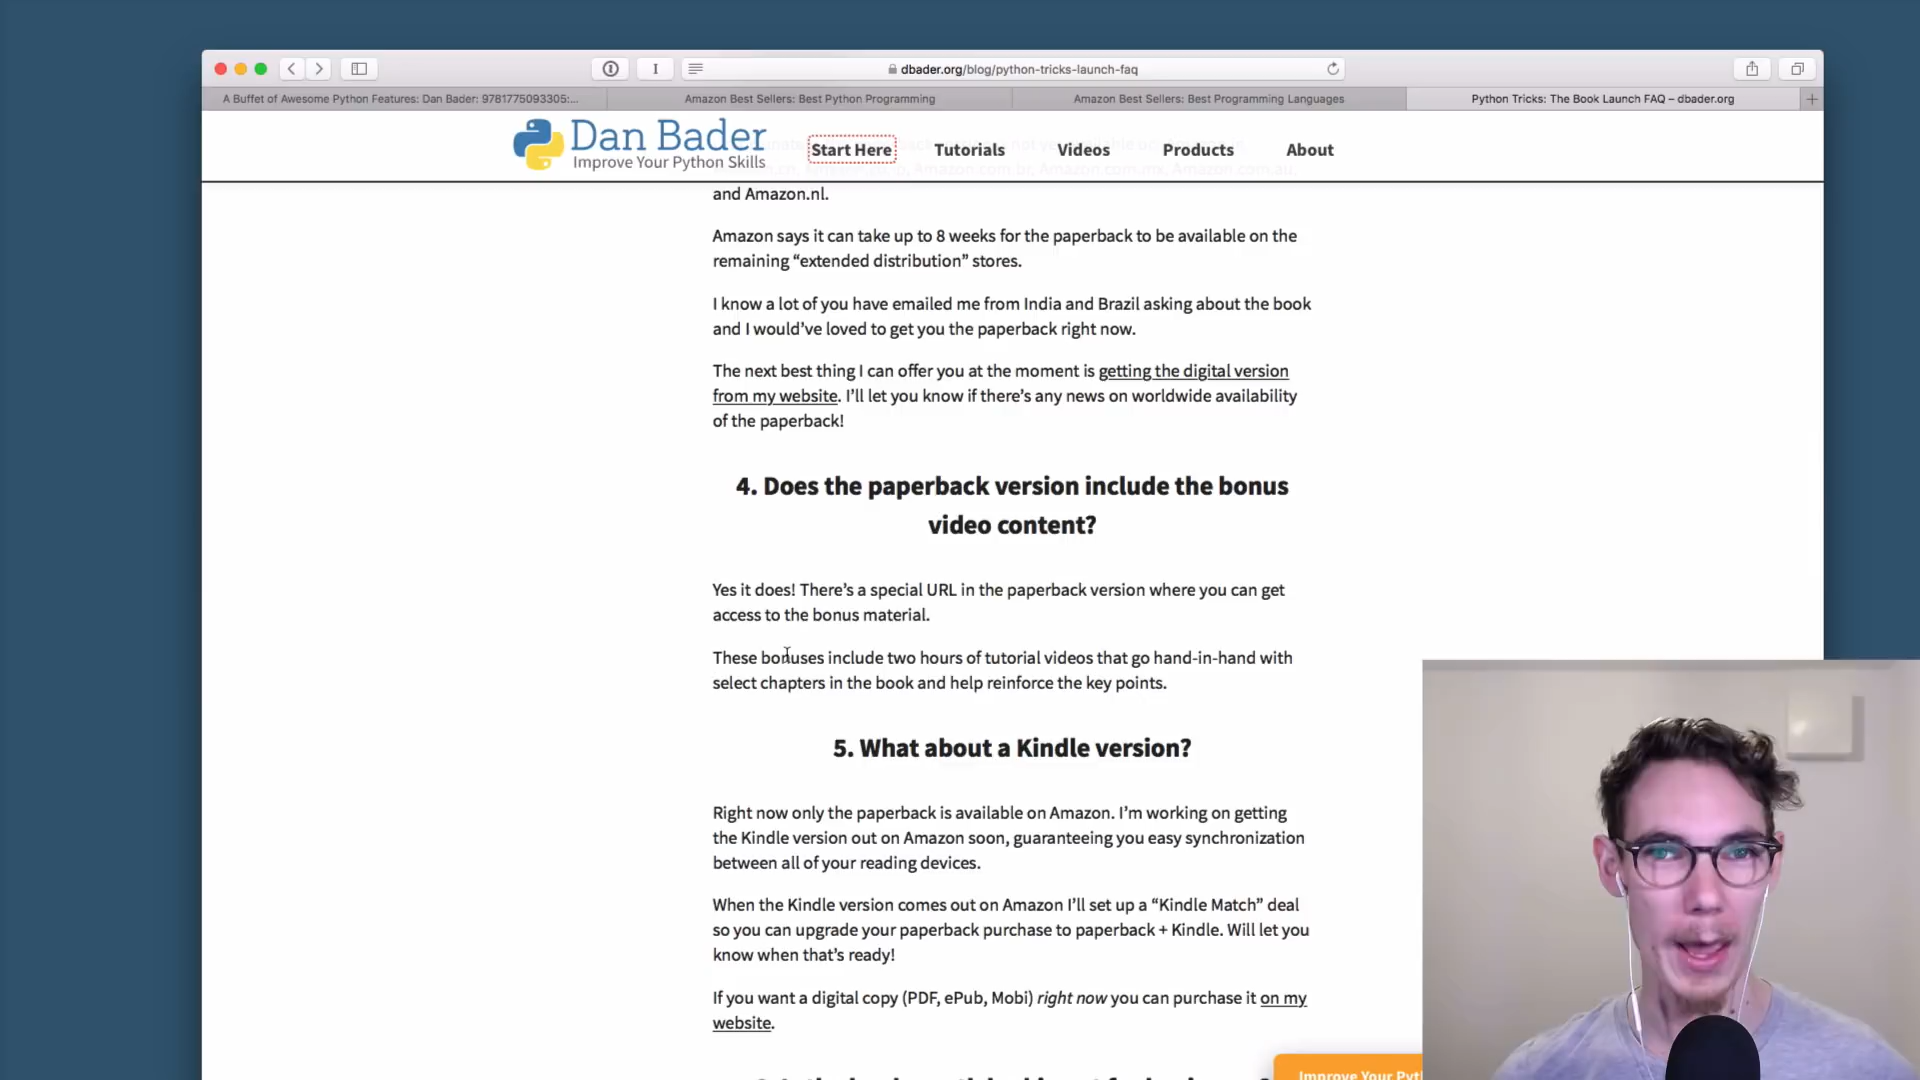 dbader.org/blog/python-tricks-launch-faq
A Buffet of Awesome Python Features: Dan Bader: 9781775093305:...
Amazon Best Sellers: Best Python Programming
Amazon Best Sellers: Best Programming Languages
Python Tricks: The Book Launch FAQ – dbader.org
Dan Bader
Improve Your Python Skills
Start Here
Tutorials
Videos
Products
About
Amazon.com.br, Amazon.com.mx, Amazon.com.au,
and Amazon.nl.
Amazon says it can take up to 8 weeks for the paperback to be available on the
remaining “extended distribution” stores.
I know a lot of you have emailed me from India and Brazil asking about the book
and I would’ve loved to get you the paperback right now.
The next best thing I can offer you at the moment is getting the digital version
from my website. I’ll let you know if there’s any news on worldwide availability
of the paperback!
4. Does the paperback version include the bonus
video content?
Yes it does! There’s a special URL in the paperback version where you can get
access to the bonus material.
These bonuses include two hours of tutorial videos that go hand-in-hand with
select chapters in the book and help reinforce the key points.
5. What about a Kindle version?
Right now only the paperback is available on Amazon. I’m working on getting
the Kindle version out on Amazon soon, guaranteeing you easy synchronization
between all of your reading devices.
When the Kindle version comes out on Amazon I’ll set up a “Kindle Match” deal
so you can upgrade your paperback purchase to paperback + Kindle. Will let you
know when that’s ready!
If you want a digital copy (PDF, ePub, Mobi) right now you can purchase it on my
website.
Improve Your Pyth